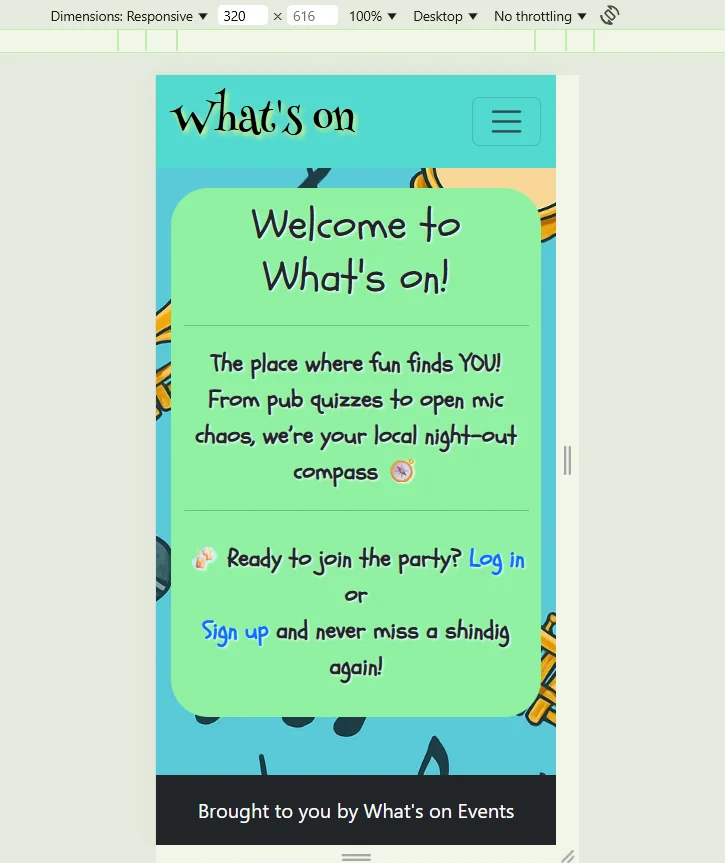 Dimensions: Responsive ▼ 320 × 616 100% ▼ Desktop ▼ No throttling ▼
What's on
Welcome to
What's on!
The place where fun finds YOU!
From pub quizzes to open mic
chaos, we're your local night-out
compass 🧭
🍻 Ready to join the party? Log in
or
Sign up and never miss a shindig
again!
Brought to you by What's on Events